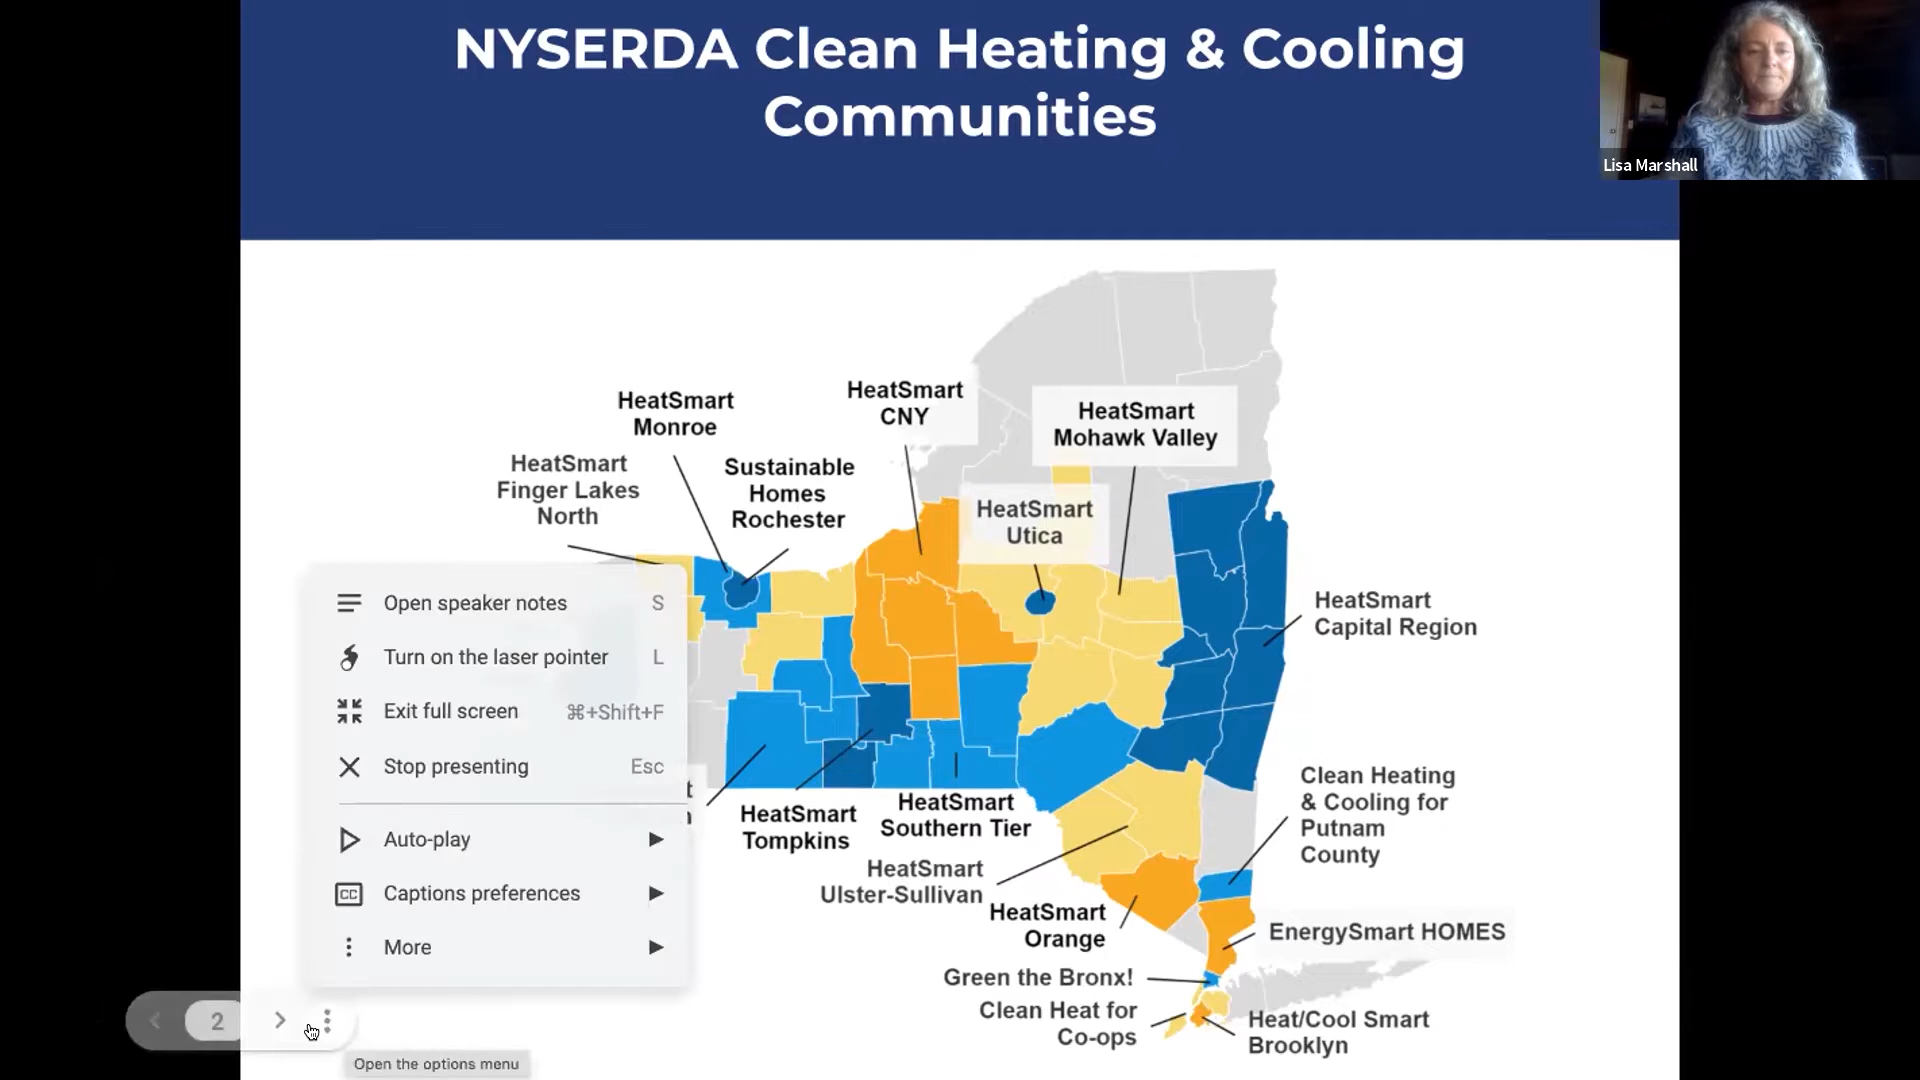 NYSERDA Clean Heating & Cooling
Communities
Lisa Marshall
HeatSmart
Monroe
HeatSmart
CNY
HeatSmart
Mohawk Valley
HeatSmart
Finger Lakes
North
Sustainable
Homes
Rochester
HeatSmart
Utica
HeatSmart
Capital Region
Open speaker notes S
Turn on the laser pointer L
Exit full screen ⌘+Shift+F
Stop presenting Esc
Auto-play
CC Captions preferences
More
HeatSmart
Tompkins
HeatSmart
Southern Tier
HeatSmart
Ulster-Sullivan
HeatSmart
Orange
Clean Heating
& Cooling for
Putnam
County
EnergySmart HOMES
Green the Bronx!
Clean Heat for
Co-ops
Heat/Cool Smart
Brooklyn
2
Open the options menu